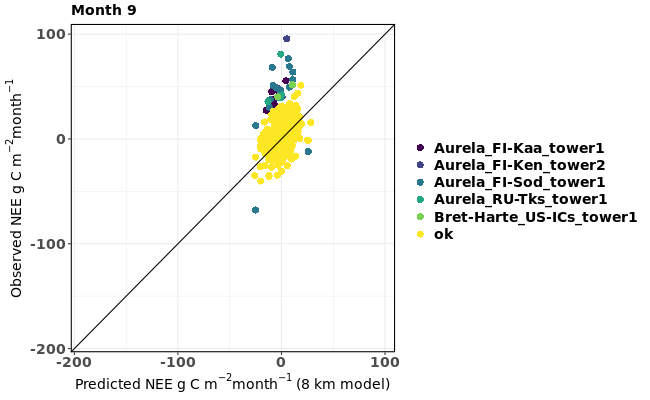 Month 9
100
0
-100
-200
-200
-100
0
100
Observed NEE g C m−2month−1
Predicted NEE g C m−2month−1 (8 km model)
Aurela_FI-Kaa_tower1
Aurela_FI-Ken_tower2
Aurela_FI-Sod_tower1
Aurela_RU-Tks_tower1
Bret-Harte_US-ICs_tower1
ok